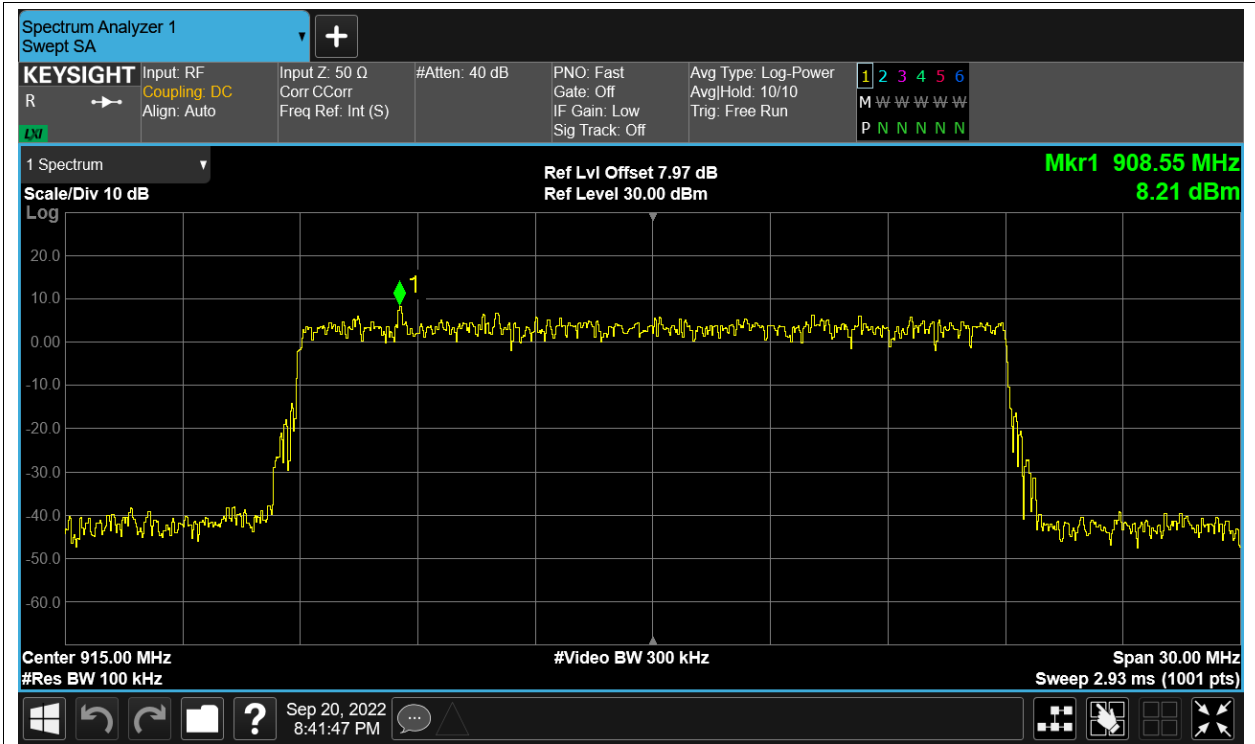 Spectrum Analyzer 1
Swept SA
+
KEYSIGHT Input: RF Input Z: 50 Ω #Atten: 40 dB PNO: Fast Avg Type: Log-Power 1 2 3 4 5 6
R Coupling: DC Corr CCorr Gate: Off Avg|Hold: 10/10
Align: Auto Freq Ref: Int (S) IF Gain: Low Trig: Free Run M W W W W W W
LXI Sig Track: Off P N N N N N
1 Spectrum
Scale/Div 10 dB
Ref Lvl Offset 7.97 dB
Ref Level 30.00 dBm
Mkr1 908.55 MHz
8.21 dBm
Log
20.0
1
10.0
0.00
-10.0
-20.0
-30.0
-40.0
-50.0
-60.0
Center 915.00 MHz #Video BW 300 kHz Span 30.00 MHz
#Res BW 100 kHz Sweep 2.93 ms (1001 pts)
? Sep 20, 2022
8:41:47 PM